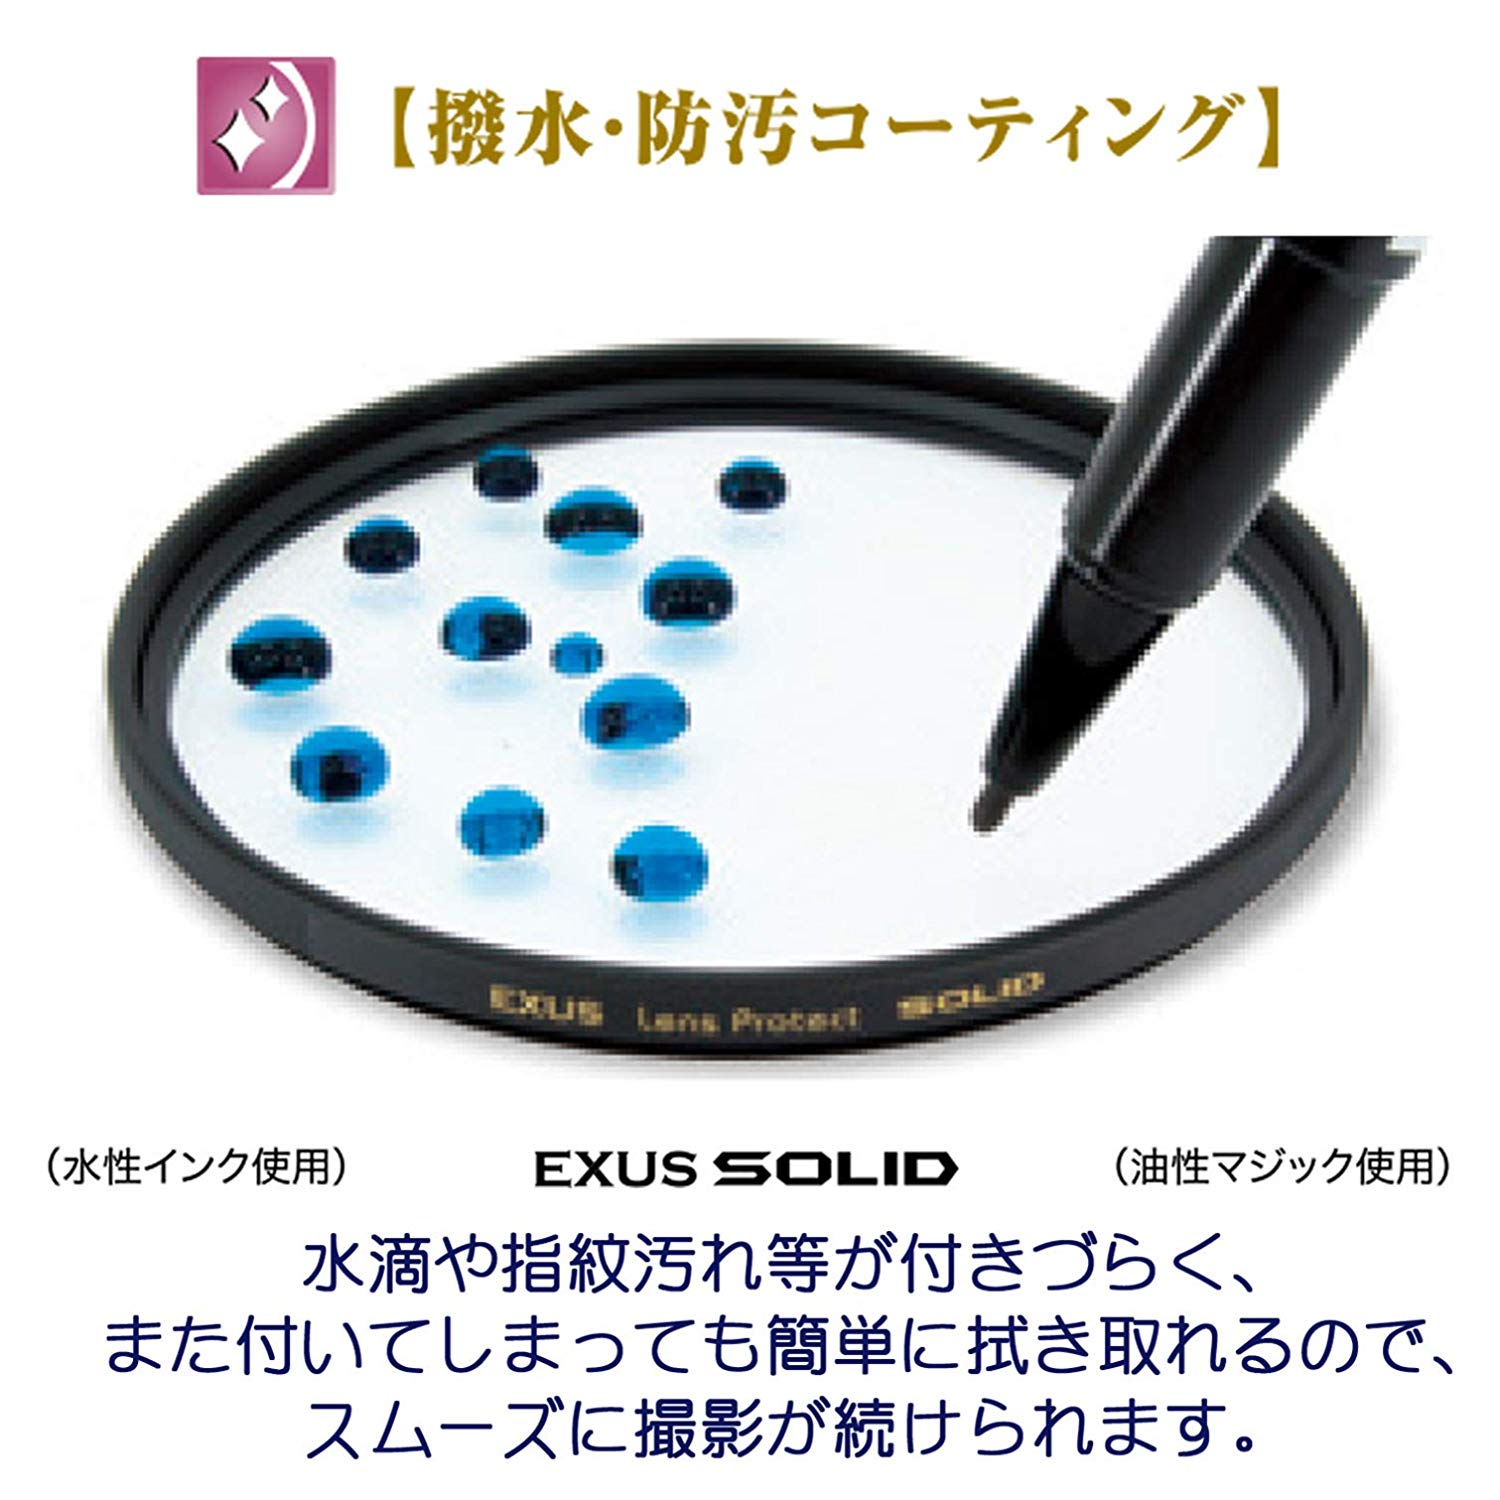 【撥水・防汚コーティング】
EXUS Lens Protect SOLID
（水性インク使用）
EXUS SOLID
（油性マジック使用）
水滴や指紋汚れ等が付きづらく、
また付いてしまっても簡単に拭き取れるので、
スムーズに撮影が続けられます。